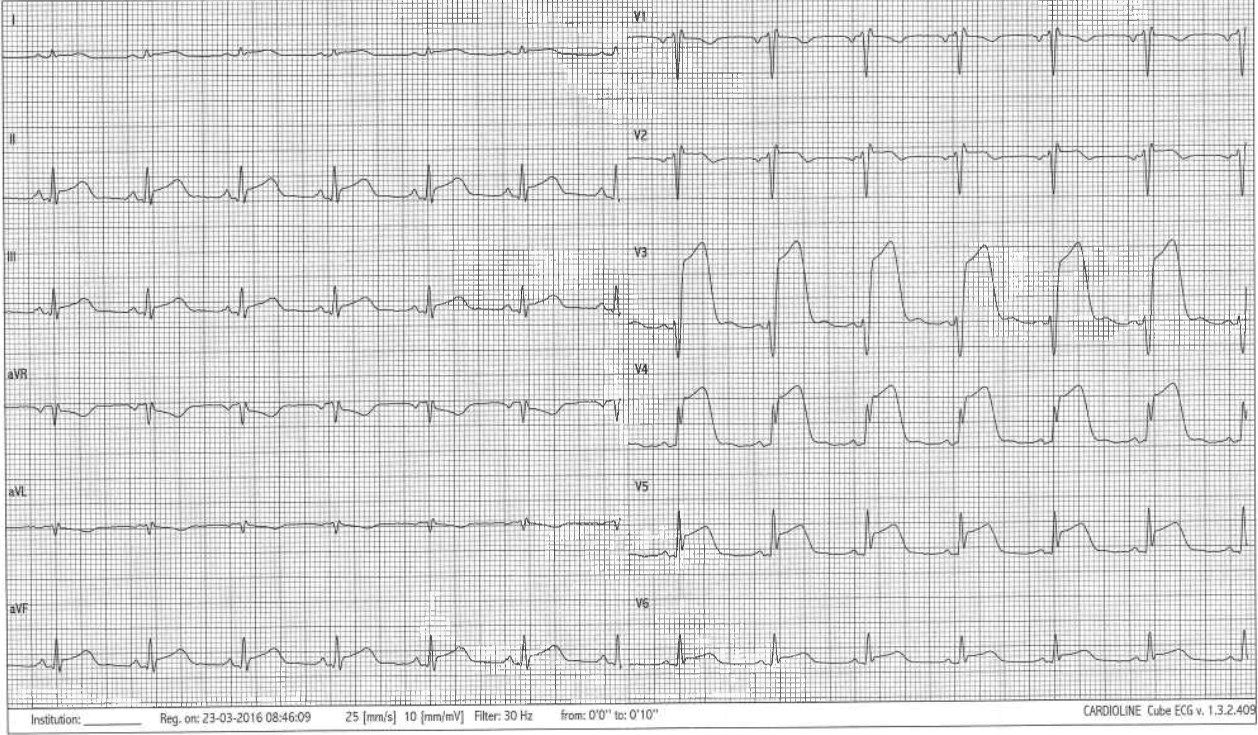 I
II
III
aVR
aVL
aVF
V1
V2
V3
V4
V5
V6
Institution: __________ Reg. on: 23-03-2016 08:46:09 25 [mm/s] 10 [mm/mV] Filter: 30 Hz from: 0'0'' to: 0'10'' CARDIOLINE Cube ECG v. 1.3.2.409